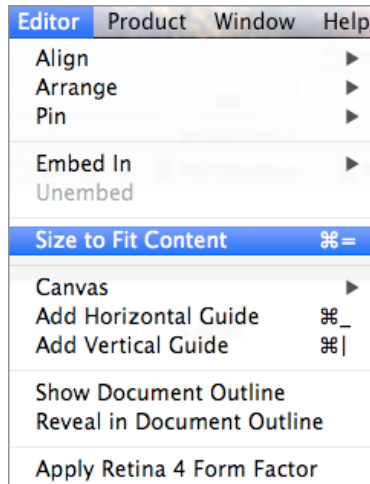 Editor Product Window Help
Align
Arrange
Pin
Embed In
Unembed
Size to Fit Content ⌘=
Canvas
Add Horizontal Guide ⌘_
Add Vertical Guide ⌘|
Show Document Outline
Reveal in Document Outline
Apply Retina 4 Form Factor